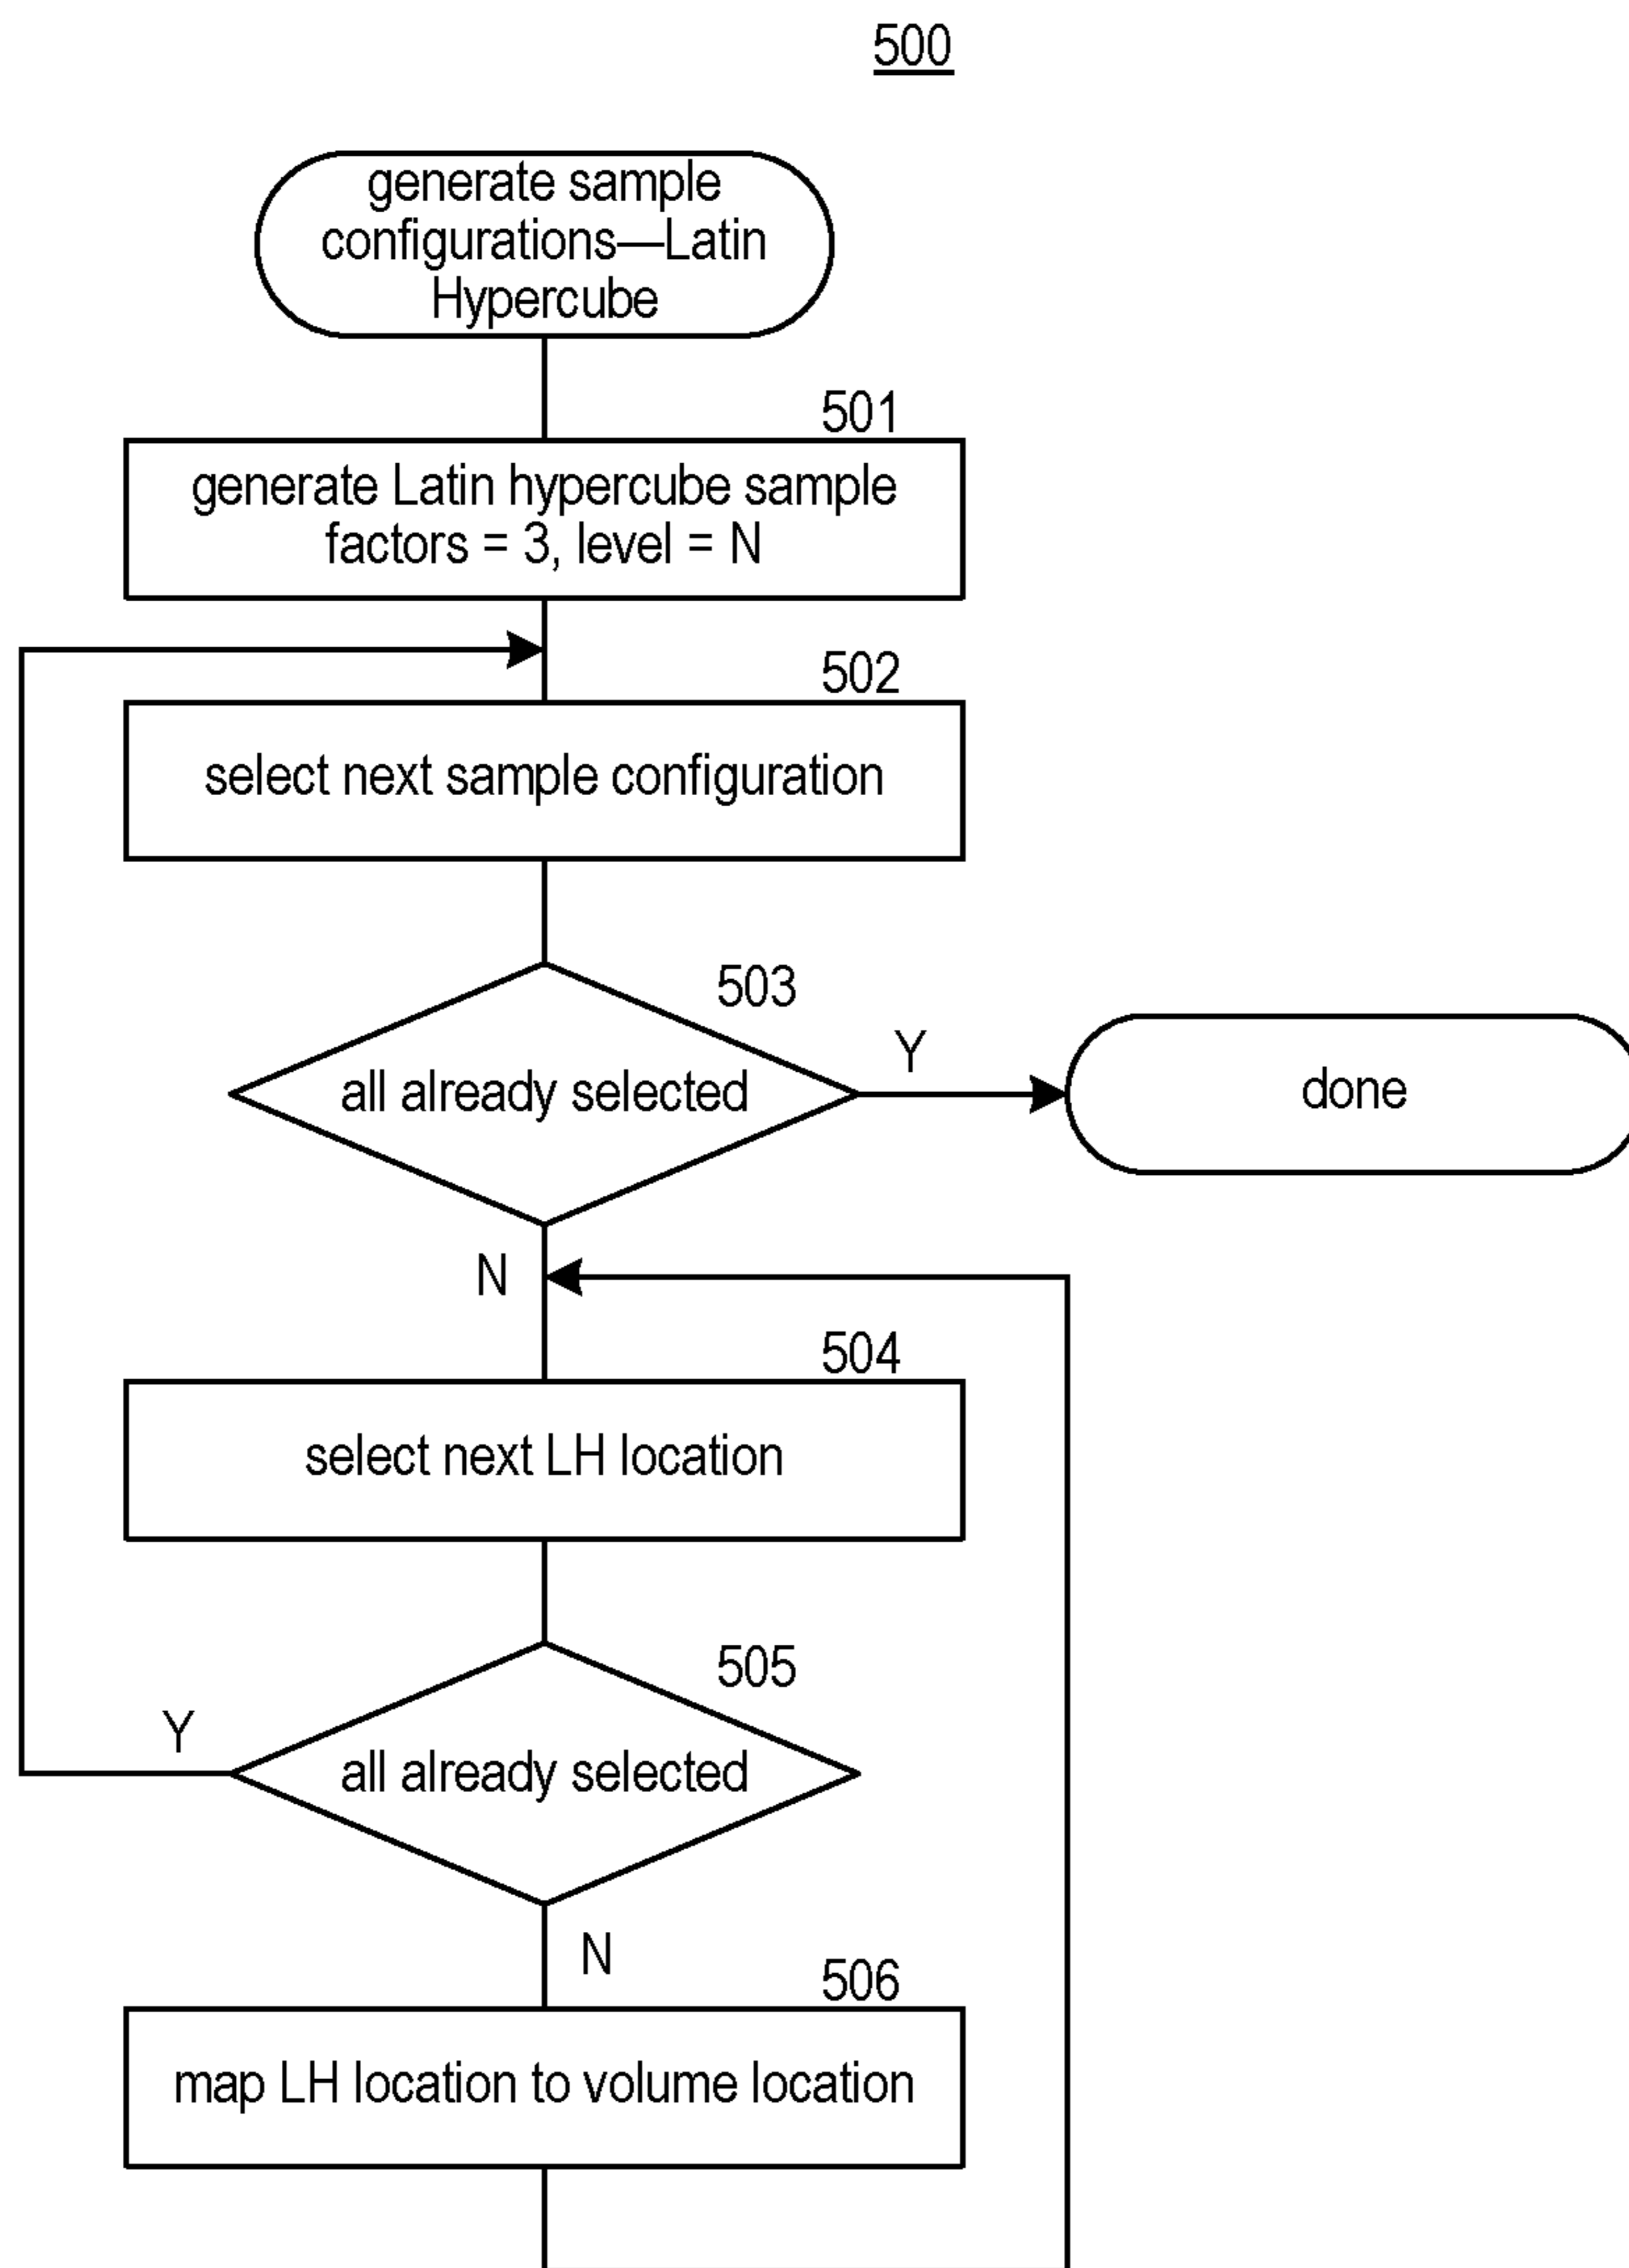 500
generate sample
configurations—Latin
Hypercube
501
generate Latin hypercube sample
factors = 3, level = N
502
select next sample configuration
503
all already selected
Y
done
N
504
select next LH location
505
Y
all already selected
N
506
map LH location to volume location